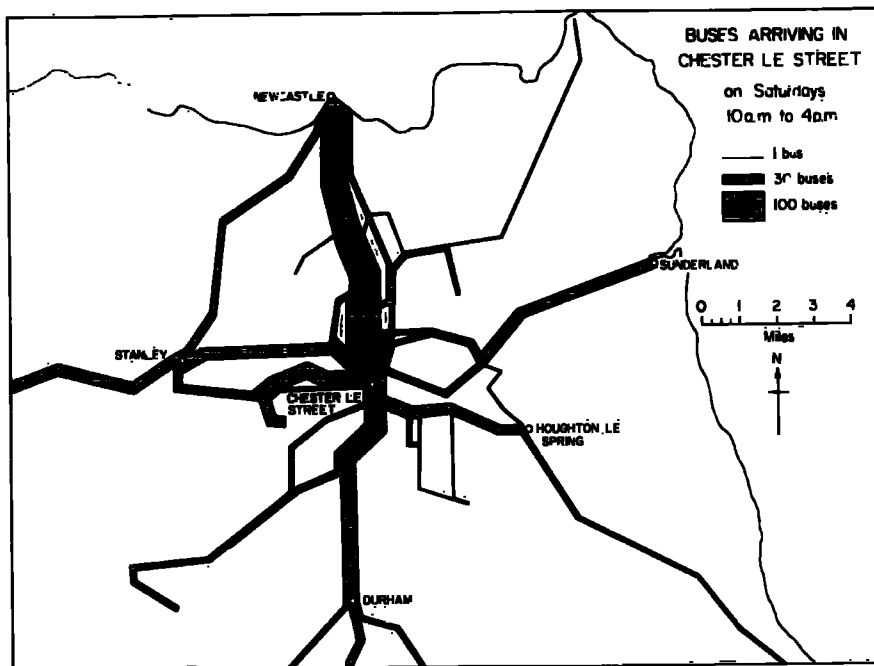 BUSES ARRIVING IN
CHESTER LE STREET
on Saturdays
10a.m to 4p.m
1 bus
30 buses
100 buses
NEWCASTLE
SUNDERLAND
0 1 2 3 4
Miles
N
STANLEY
CHESTER LE
STREET
HOUGHTON LE
SPRING
DURHAM